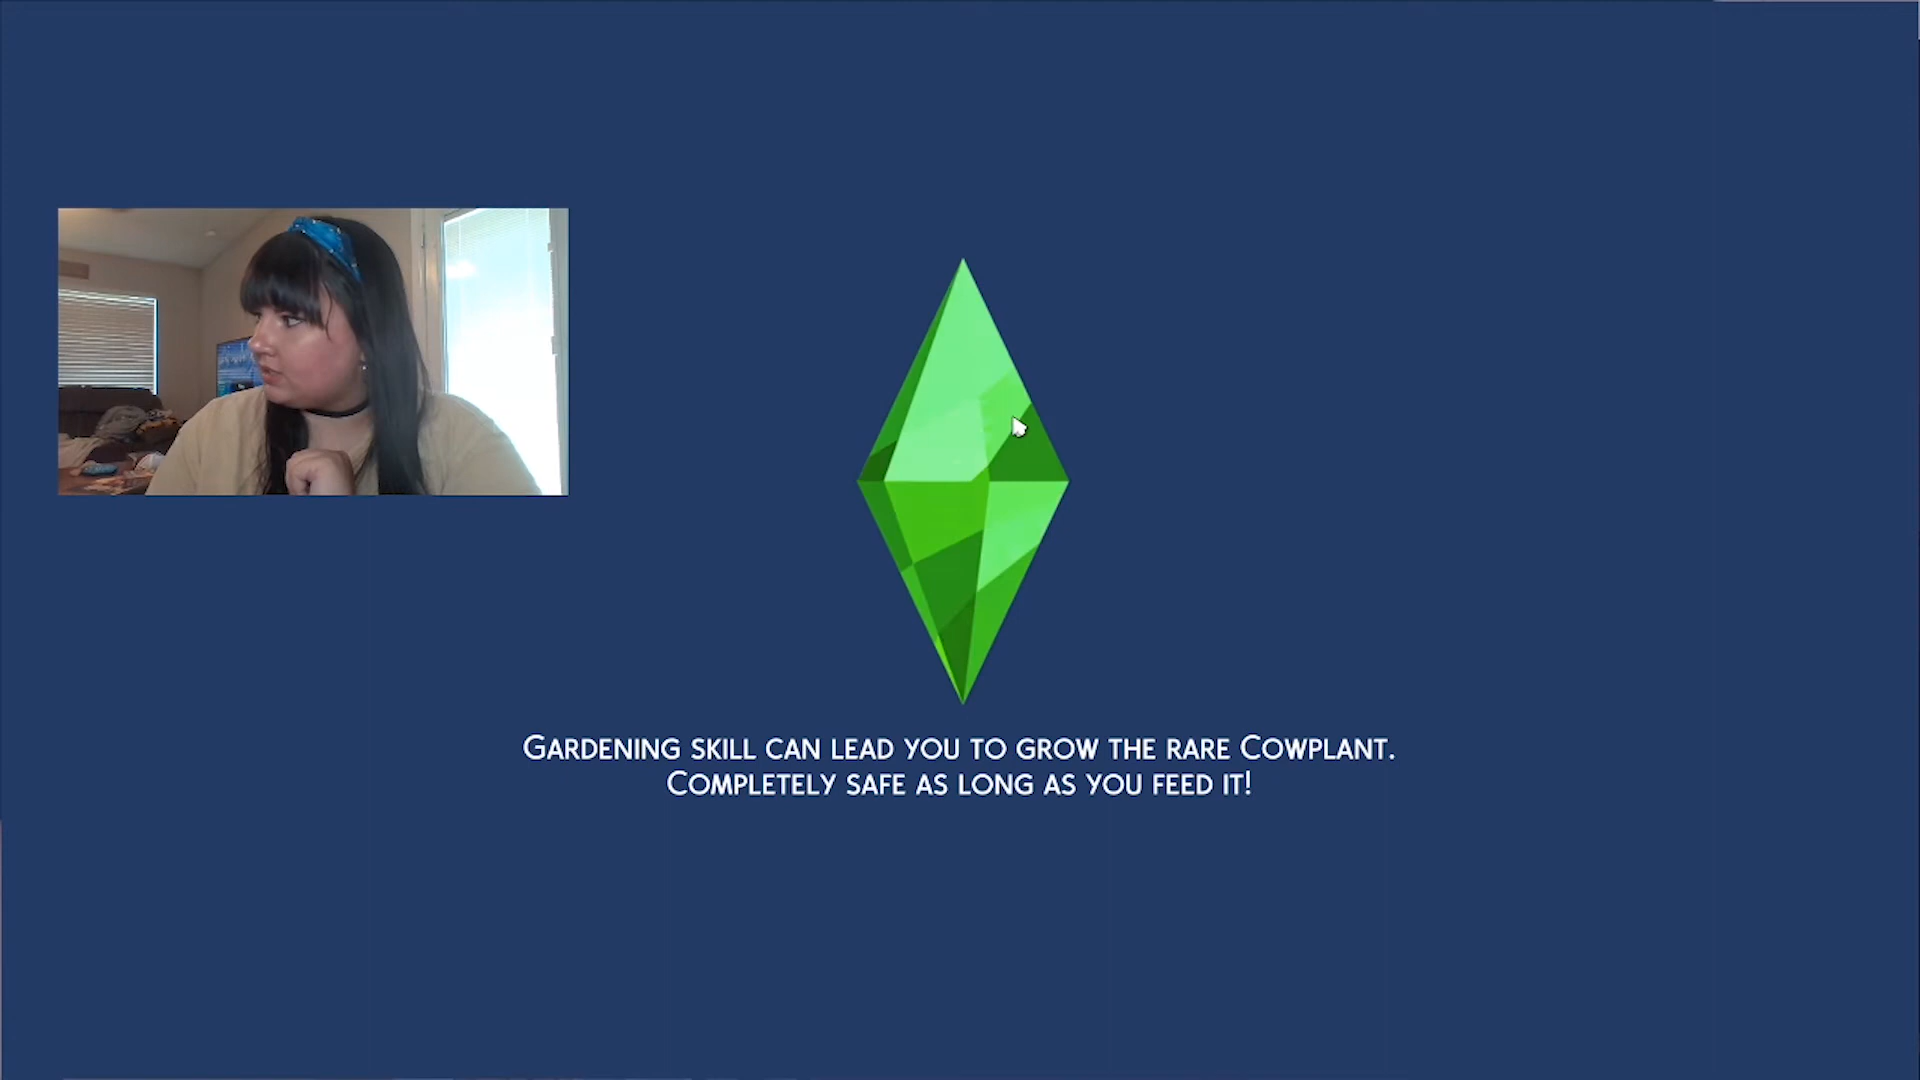 Gardening skill can lead you to grow the rare Cowplant.
Completely safe as long as you feed it!